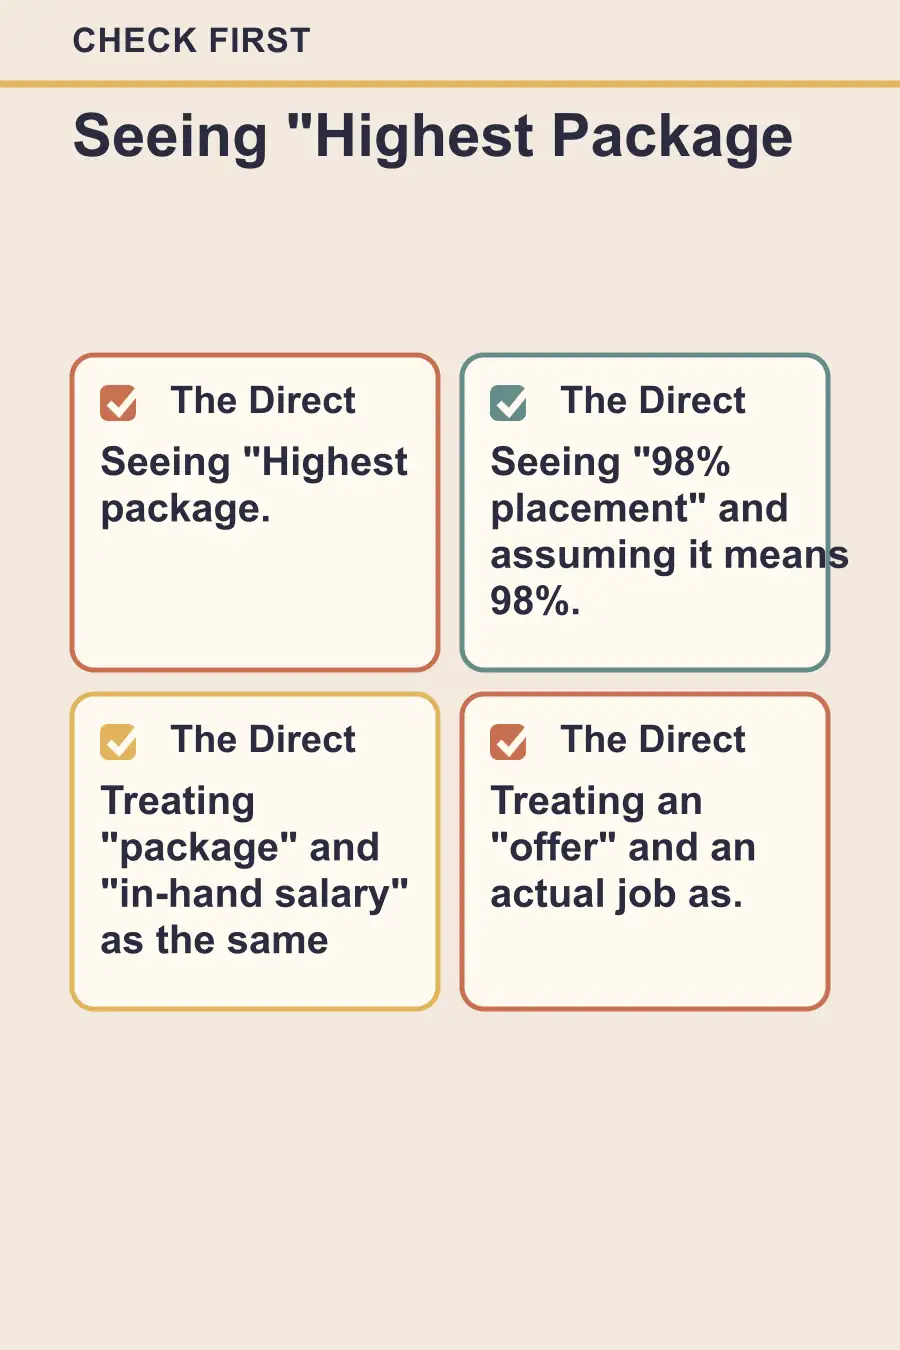 CHECK FIRST
Seeing "Highest Package
The Direct
Seeing "Highest
package.
The Direct
Seeing "98%
placement" and
assuming it means
98%.
The Direct
Treating
"package" and
"in-hand salary"
as the same
The Direct
Treating an
"offer" and an
actual job as.